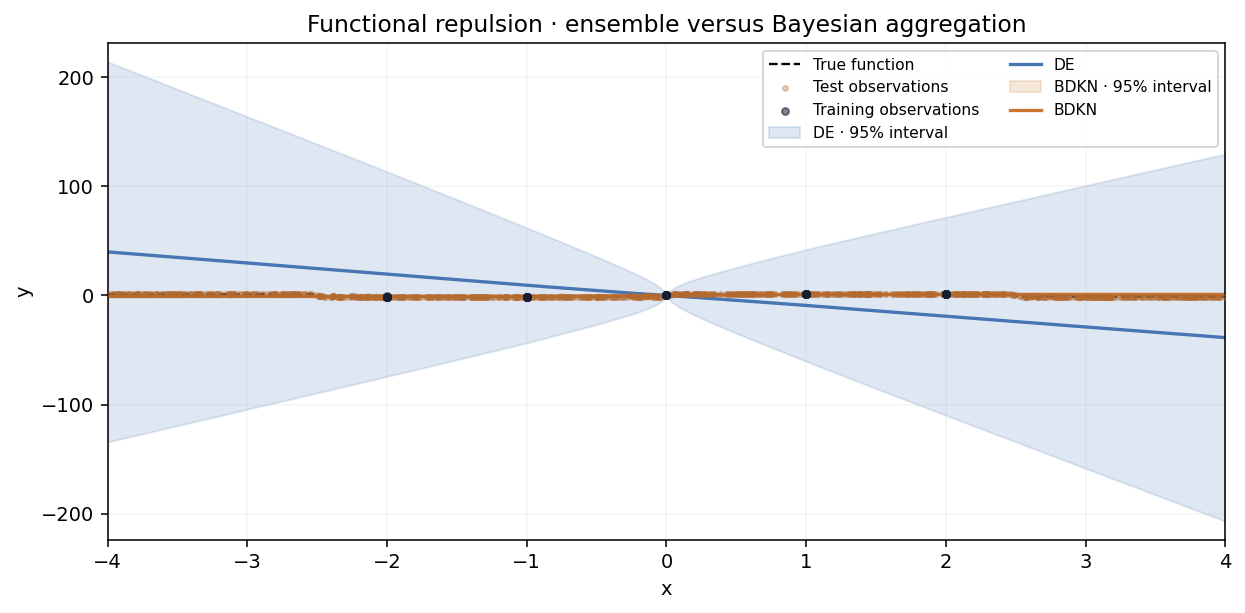 Functional repulsion · ensemble versus Bayesian aggregation
True function
Test observations
Training observations
DE · 95% interval
DE
BDKN · 95% interval
BDKN
y
200
100
0
−100
−200
−4
−3
−2
−1
0
1
2
3
4
x